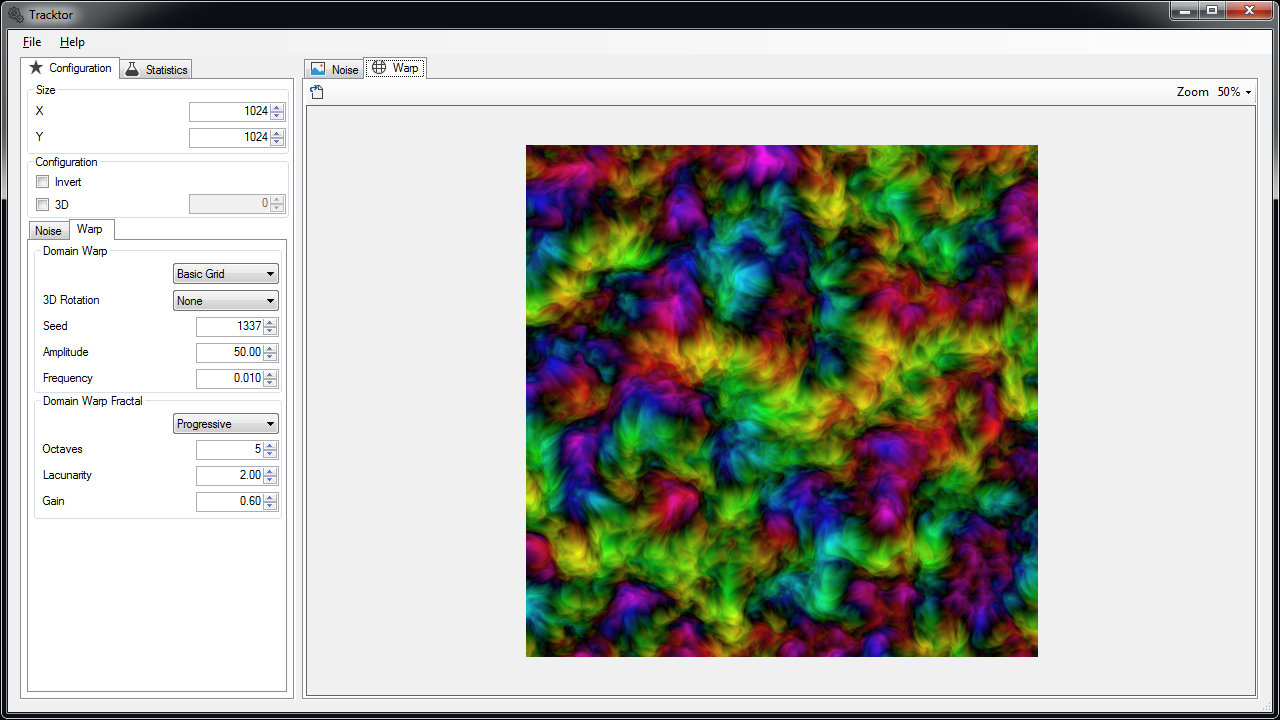 Tracktor
File Help
Configuration Statistics
Size
X 1024
Y 1024
Configuration
Invert
3D 0
Noise Warp
Domain Warp
Basic Grid
3D Rotation None
Seed 1337
Amplitude 50.00
Frequency 0.010
Domain Warp Fractal
Progressive
Octaves 5
Lacunarity 2.00
Gain 0.60
Noise Warp
Zoom 50%